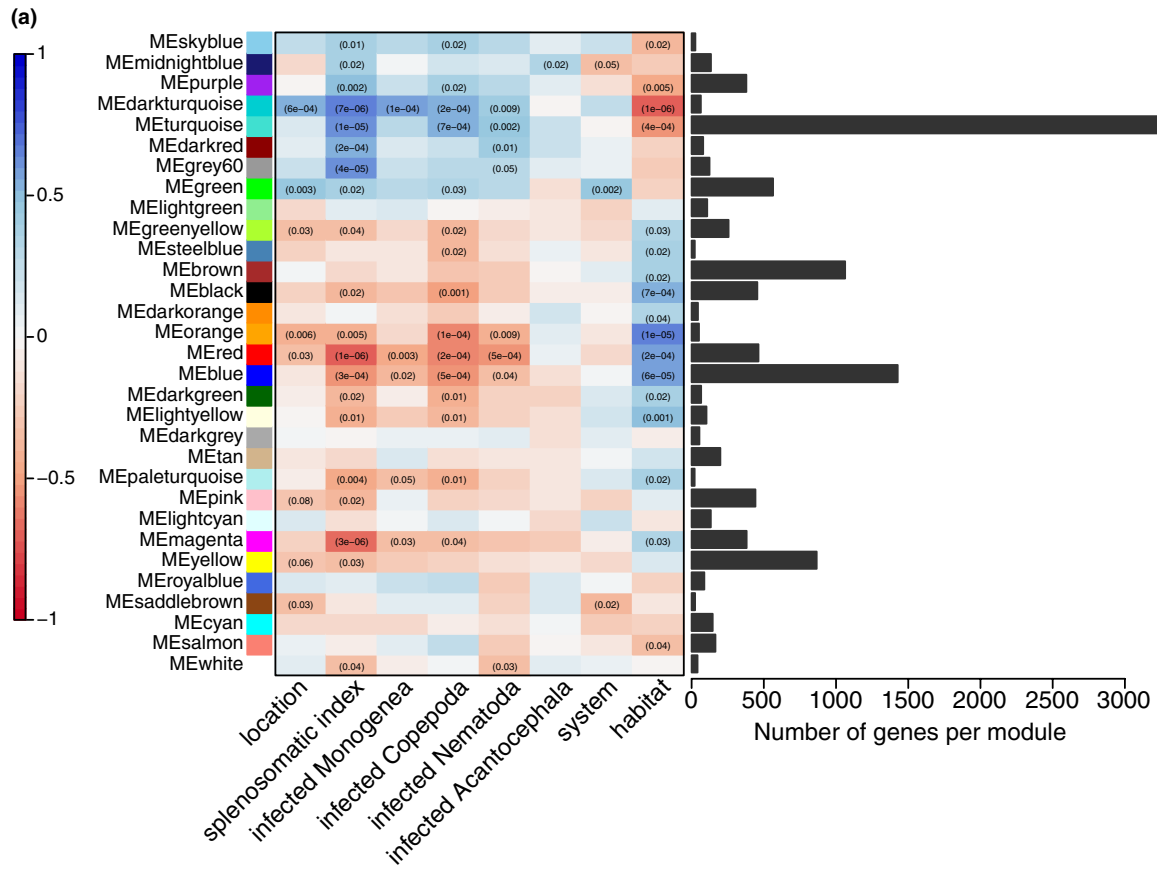 (a)
1
0.5
0
−0.5
−1
MEskyblue (0.01) (0.02) (0.02)
MEmidnightblue (0.02) (0.02) (0.05)
MEpurple (0.002) (0.02) (0.005)
MEdarkturquoise (6e−04) (7e−06) (1e−04) (2e−04) (0.009) (1e−06)
MEturquoise (1e−05) (7e−04) (0.002) (4e−04)
MEdarkred (2e−04) (0.01)
MEgrey60 (4e−05) (0.05)
MEgreen (0.003) (0.02) (0.03) (0.002)
MElightgreen
MEgreenyellow (0.03) (0.04) (0.02) (0.03)
MEsteelblue (0.02) (0.02)
MEbrown (0.02)
MEblack (0.02) (0.001) (7e−04)
MEdarkorange (0.04)
MEorange (0.006) (0.005) (1e−04) (0.009) (1e−05)
MEred (0.03) (1e−06) (0.003) (2e−04) (5e−04) (2e−04)
MEblue (3e−04) (0.02) (5e−04) (0.04) (6e−05)
MEdarkgreen (0.02) (0.01) (0.02)
MElightyellow (0.01) (0.01) (0.001)
MEdarkgrey
MEtan
MEpaleturquoise (0.004) (0.05) (0.01) (0.02)
MEpink (0.08) (0.02)
MElightcyan
MEmagenta (3e−06) (0.03) (0.04) (0.03)
MEyellow (0.06) (0.03)
MEroyalblue
MEsaddlebrown (0.03) (0.02)
MEcyan
MEsalmon (0.04)
MEwhite (0.04) (0.03)
location
splenosomatic index
infected Monogenea
infected Copepoda
infected Nematoda
infected Acantocephala
system
habitat
0 500 1000 1500 2000 2500 3000
Number of genes per module